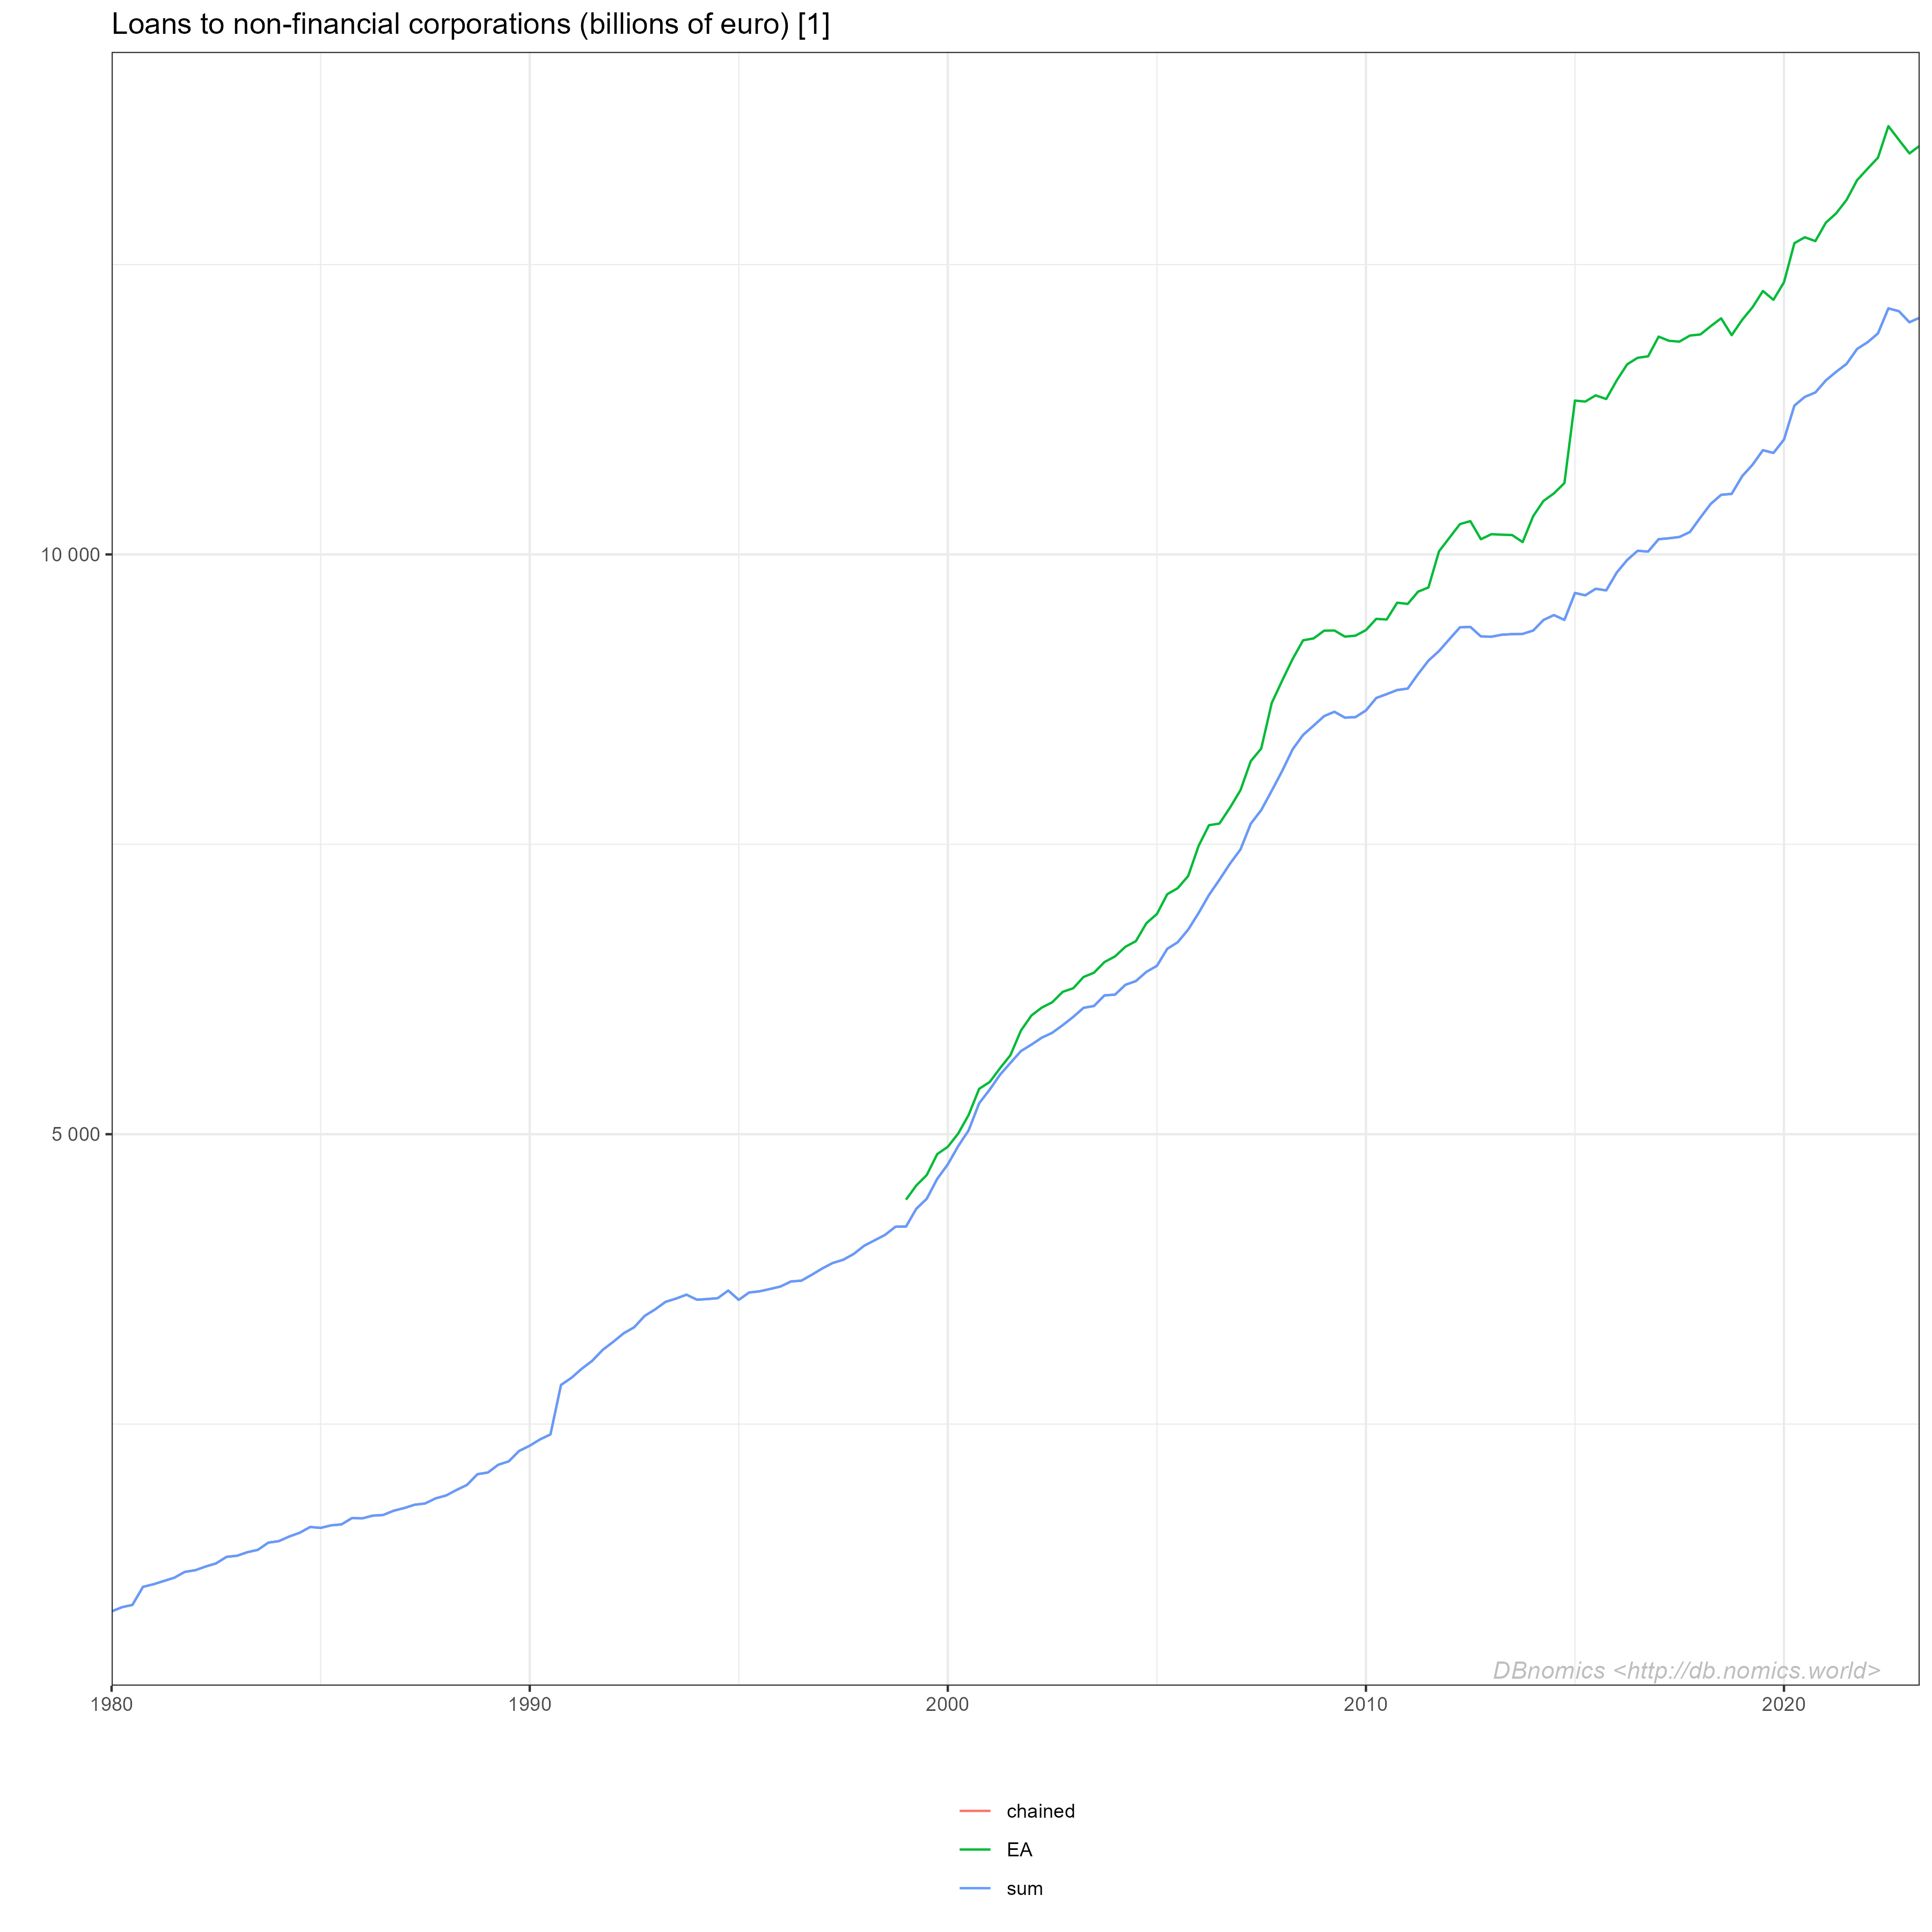 Loans to non-financial corporations (billions of euro) [1]
10 000
5 000
DBnomics <http://db.nomics.world>
1980 1990 2000 2010 2020
chained
EA
sum